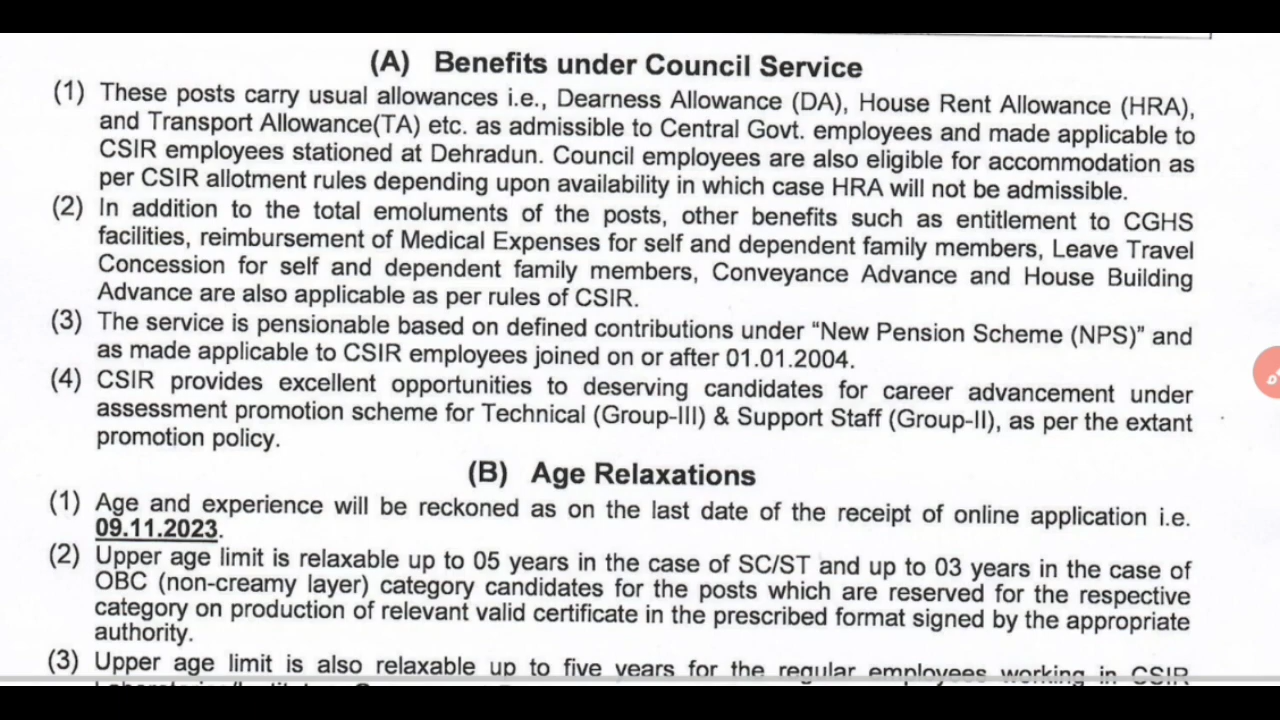 (A) Benefits under Council Service
(1) These posts carry usual allowances i.e., Dearness Allowance (DA), House Rent Allowance (HRA),
and Transport Allowance(TA) etc. as admissible to Central Govt. employees and made applicable to
CSIR employees stationed at Dehradun. Council employees are also eligible for accommodation as
per CSIR allotment rules depending upon availability in which case HRA will not be admissible.
(2) In addition to the total emoluments of the posts, other benefits such as entitlement to CGHS
facilities, reimbursement of Medical Expenses for self and dependent family members, Leave Travel
Concession for self and dependent family members, Conveyance Advance and House Building
Advance are also applicable as per rules of CSIR.
(3) The service is pensionable based on defined contributions under “New Pension Scheme (NPS)” and
as made applicable to CSIR employees joined on or after 01.01.2004.
(4) CSIR provides excellent opportunities to deserving candidates for career advancement under
assessment promotion scheme for Technical (Group-III) & Support Staff (Group-II), as per the extant
promotion policy.
(B) Age Relaxations
(1) Age and experience will be reckoned as on the last date of the receipt of online application i.e.
09.11.2023.
(2) Upper age limit is relaxable up to 05 years in the case of SC/ST and up to 03 years in the case of
OBC (non-creamy layer) category candidates for the posts which are reserved for the respective
category on production of relevant valid certificate in the prescribed format signed by the appropriate
authority.
(3) Upper age limit is also relaxable up to five years for the regular employees working in CSIR